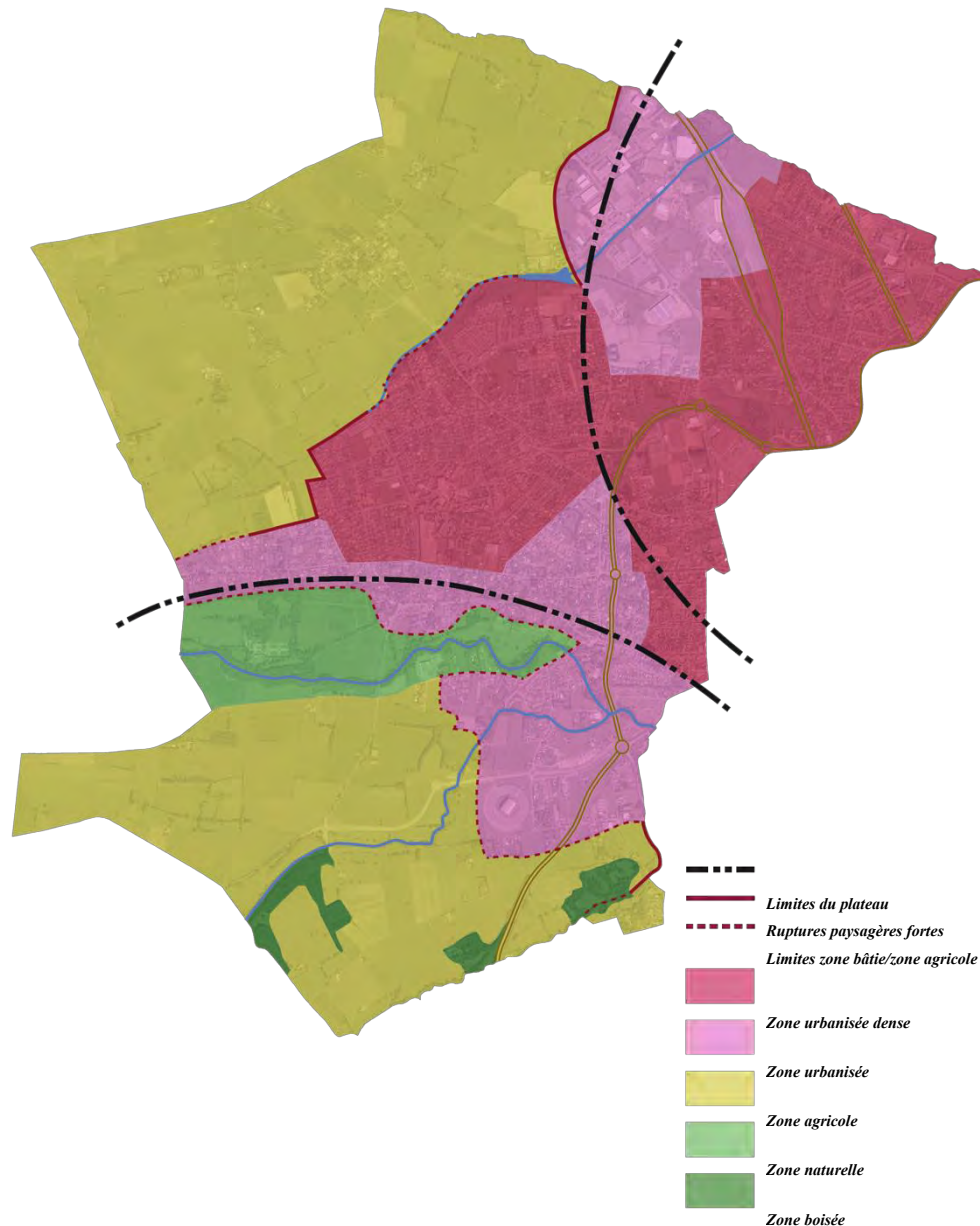 Limites du plateau
Ruptures paysagères fortes
Limites zone bâtie/zone agricole
Zone urbanisée dense
Zone urbanisée
Zone agricole
Zone naturelle
Zone boisée